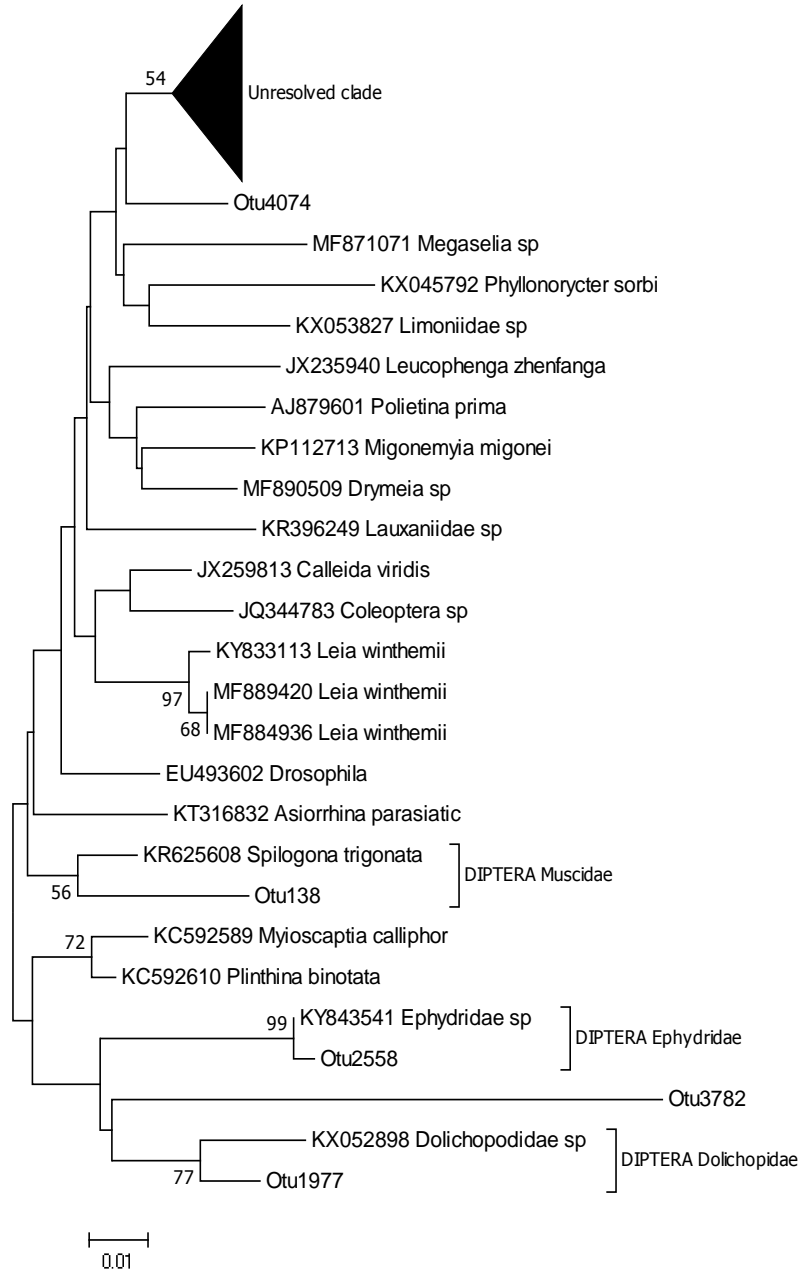 54
Unresolved clade
Otu4074
MF871071 Megaselia sp
KX045792 Phyllonorycter sorbi
KX053827 Limoniidae sp
JX235940 Leucophenga zhenfanga
AJ879601 Polietina prima
KP112713 Migonemyia migonei
MF890509 Drymeia sp
KR396249 Lauxaniidae sp
JX259813 Calleida viridis
JQ344783 Coleoptera sp
KY833113 Leia winthemii
97
MF889420 Leia winthemii
68
MF884936 Leia winthemii
EU493602 Drosophila
KT316832 Asiorrhina parasiatic
KR625608 Spilogona trigonata
DIPTERA Muscidae
56
Otu138
72
KC592589 Myioscaptia calliphor
KC592610 Plinthina binotata
99
KY843541 Ephydridae sp
DIPTERA Ephydridae
Otu2558
Otu3782
KX052898 Dolichopodidae sp
DIPTERA Dolichopidae
77
Otu1977
0.01